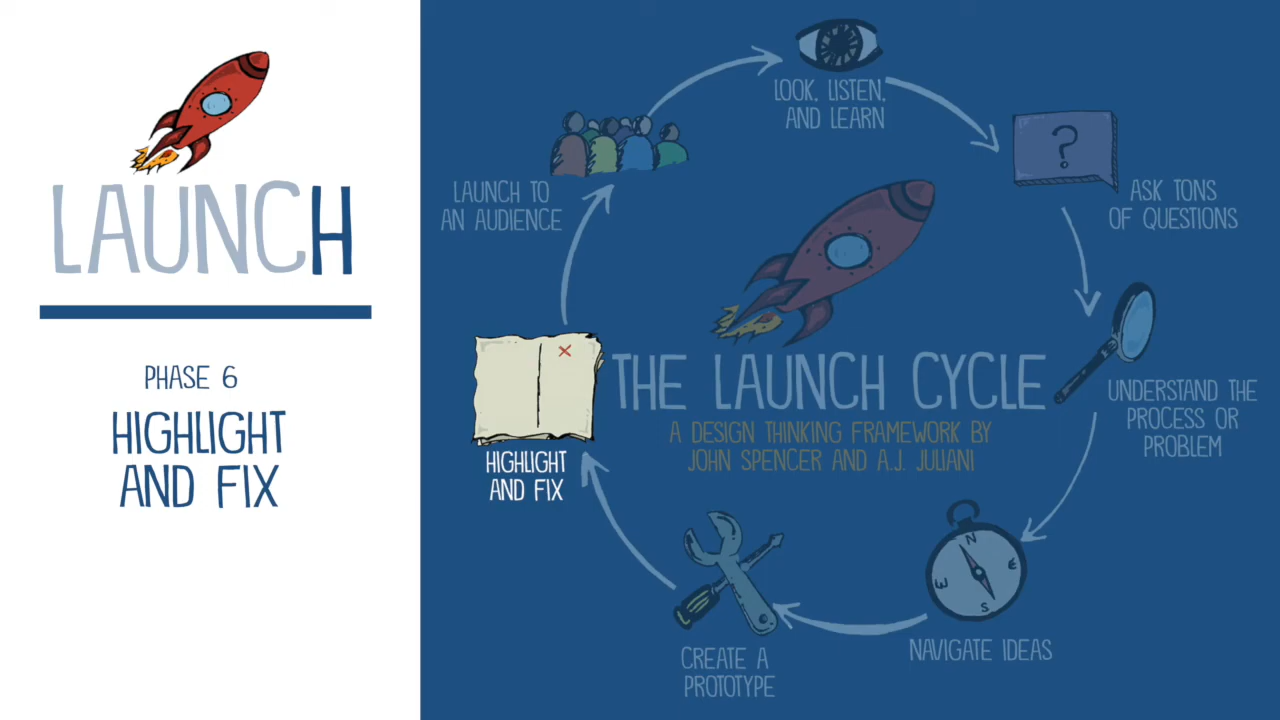 LAUNCH
PHASE 6
HIGHLIGHT
AND FIX
LOOK, LISTEN,
AND LEARN
?
ASK TONS
OF QUESTIONS
UNDERSTAND THE
PROCESS OR
PROBLEM
N
W
S
E
NAVIGATE IDEAS
CREATE A
PROTOTYPE
X
HIGHLIGHT
AND FIX
LAUNCH TO
AN AUDIENCE
THE LAUNCH CYCLE
A DESIGN THINKING FRAMEWORK BY
JOHN SPENCER AND A.J. JULIANI